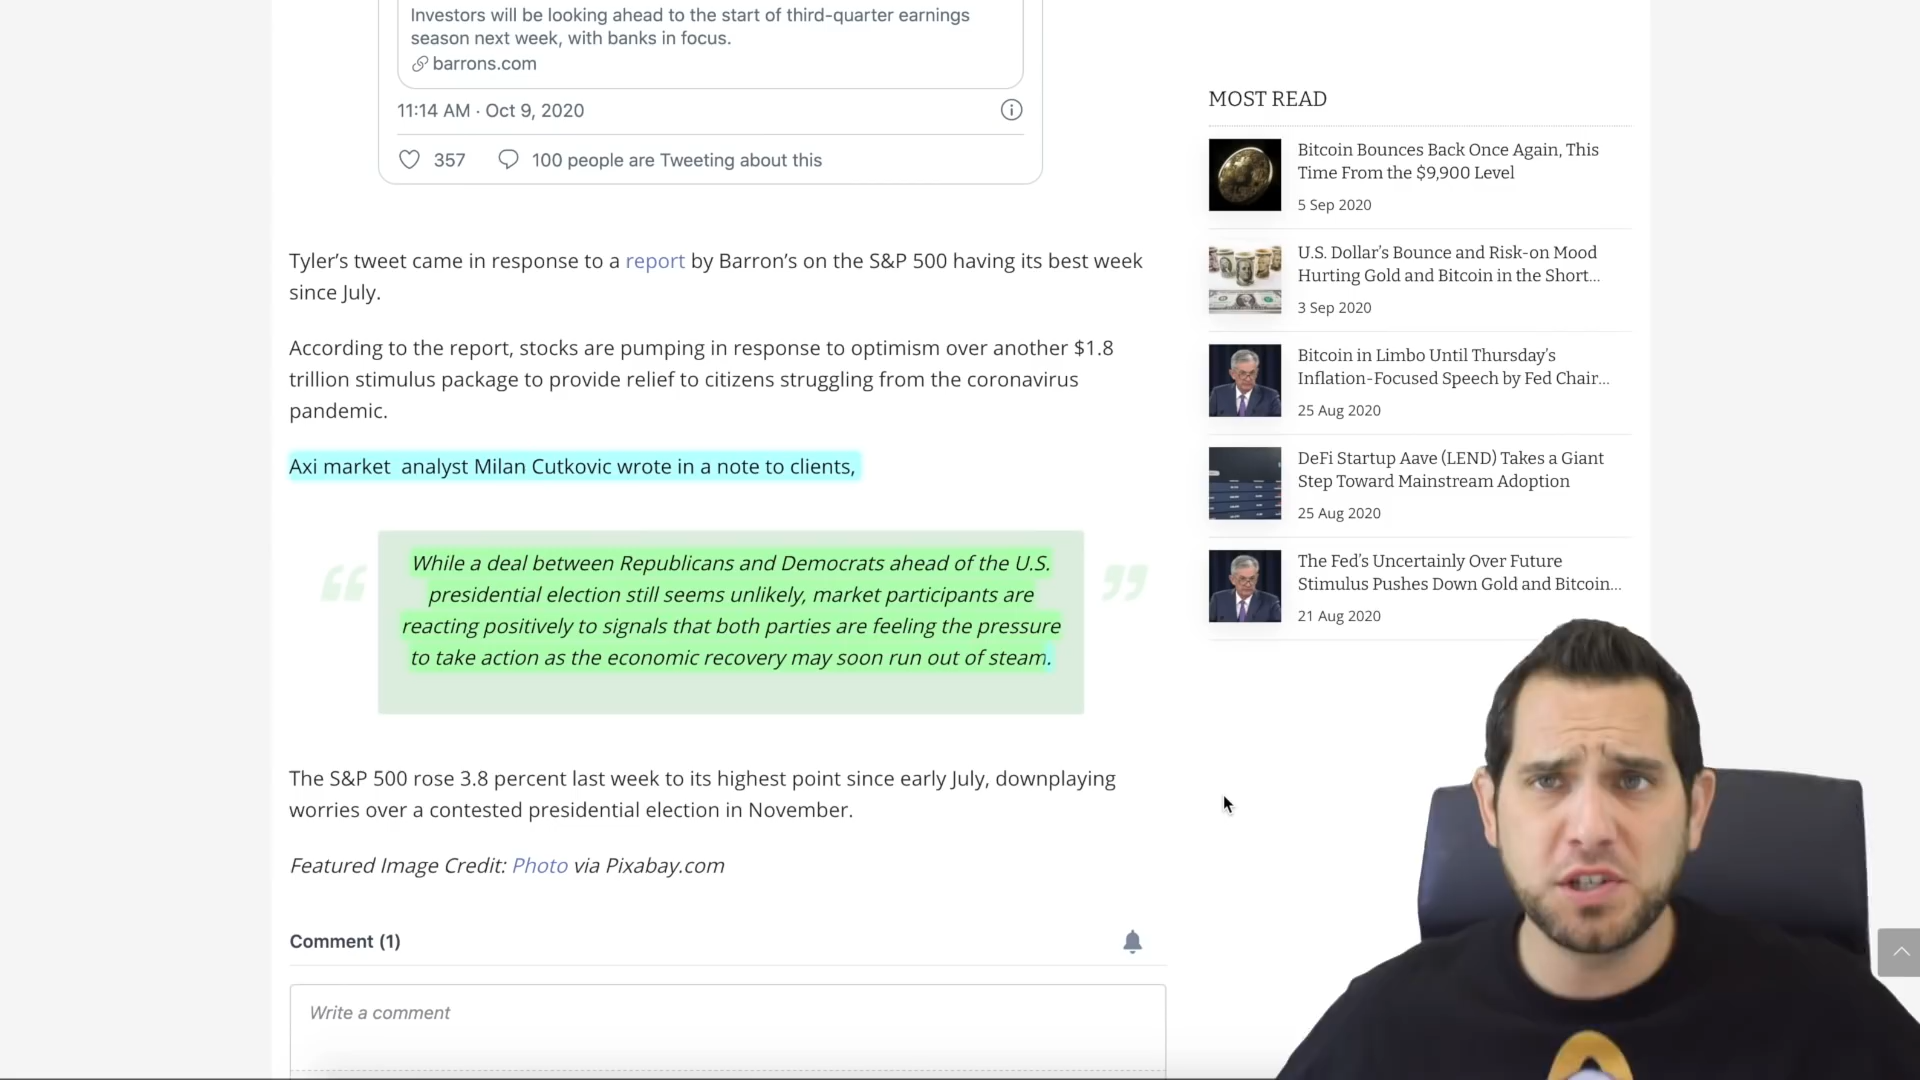 Investors will be looking ahead to the start of third-quarter earnings
season next week, with banks in focus.
barrons.com
11:14 AM · Oct 9, 2020
357 100 people are Tweeting about this
Tyler's tweet came in response to a report by Barron's on the S&P 500 having its best week
since July.
According to the report, stocks are pumping in response to optimism over another $1.8
trillion stimulus package to provide relief to citizens struggling from the coronavirus
pandemic.
Axi market  analyst Milan Cutkovic wrote in a note to clients,
“
While a deal between Republicans and Democrats ahead of the U.S.
presidential election still seems unlikely, market participants are
reacting positively to signals that both parties are feeling the pressure
to take action as the economic recovery may soon run out of steam.
”
The S&P 500 rose 3.8 percent last week to its highest point since early July, downplaying
worries over a contested presidential election in November.
Featured Image Credit: Photo via Pixabay.com
Comment (1)
Write a comment
MOST READ
Bitcoin Bounces Back Once Again, This
Time From the $9,900 Level
5 Sep 2020
U.S. Dollar's Bounce and Risk-on Mood
Hurting Gold and Bitcoin in the Short...
3 Sep 2020
Bitcoin in Limbo Until Thursday's
Inflation-Focused Speech by Fed Chair...
25 Aug 2020
DeFi Startup Aave (LEND) Takes a Giant
Step Toward Mainstream Adoption
25 Aug 2020
The Fed's Uncertainly Over Future
Stimulus Pushes Down Gold and Bitcoin...
21 Aug 2020